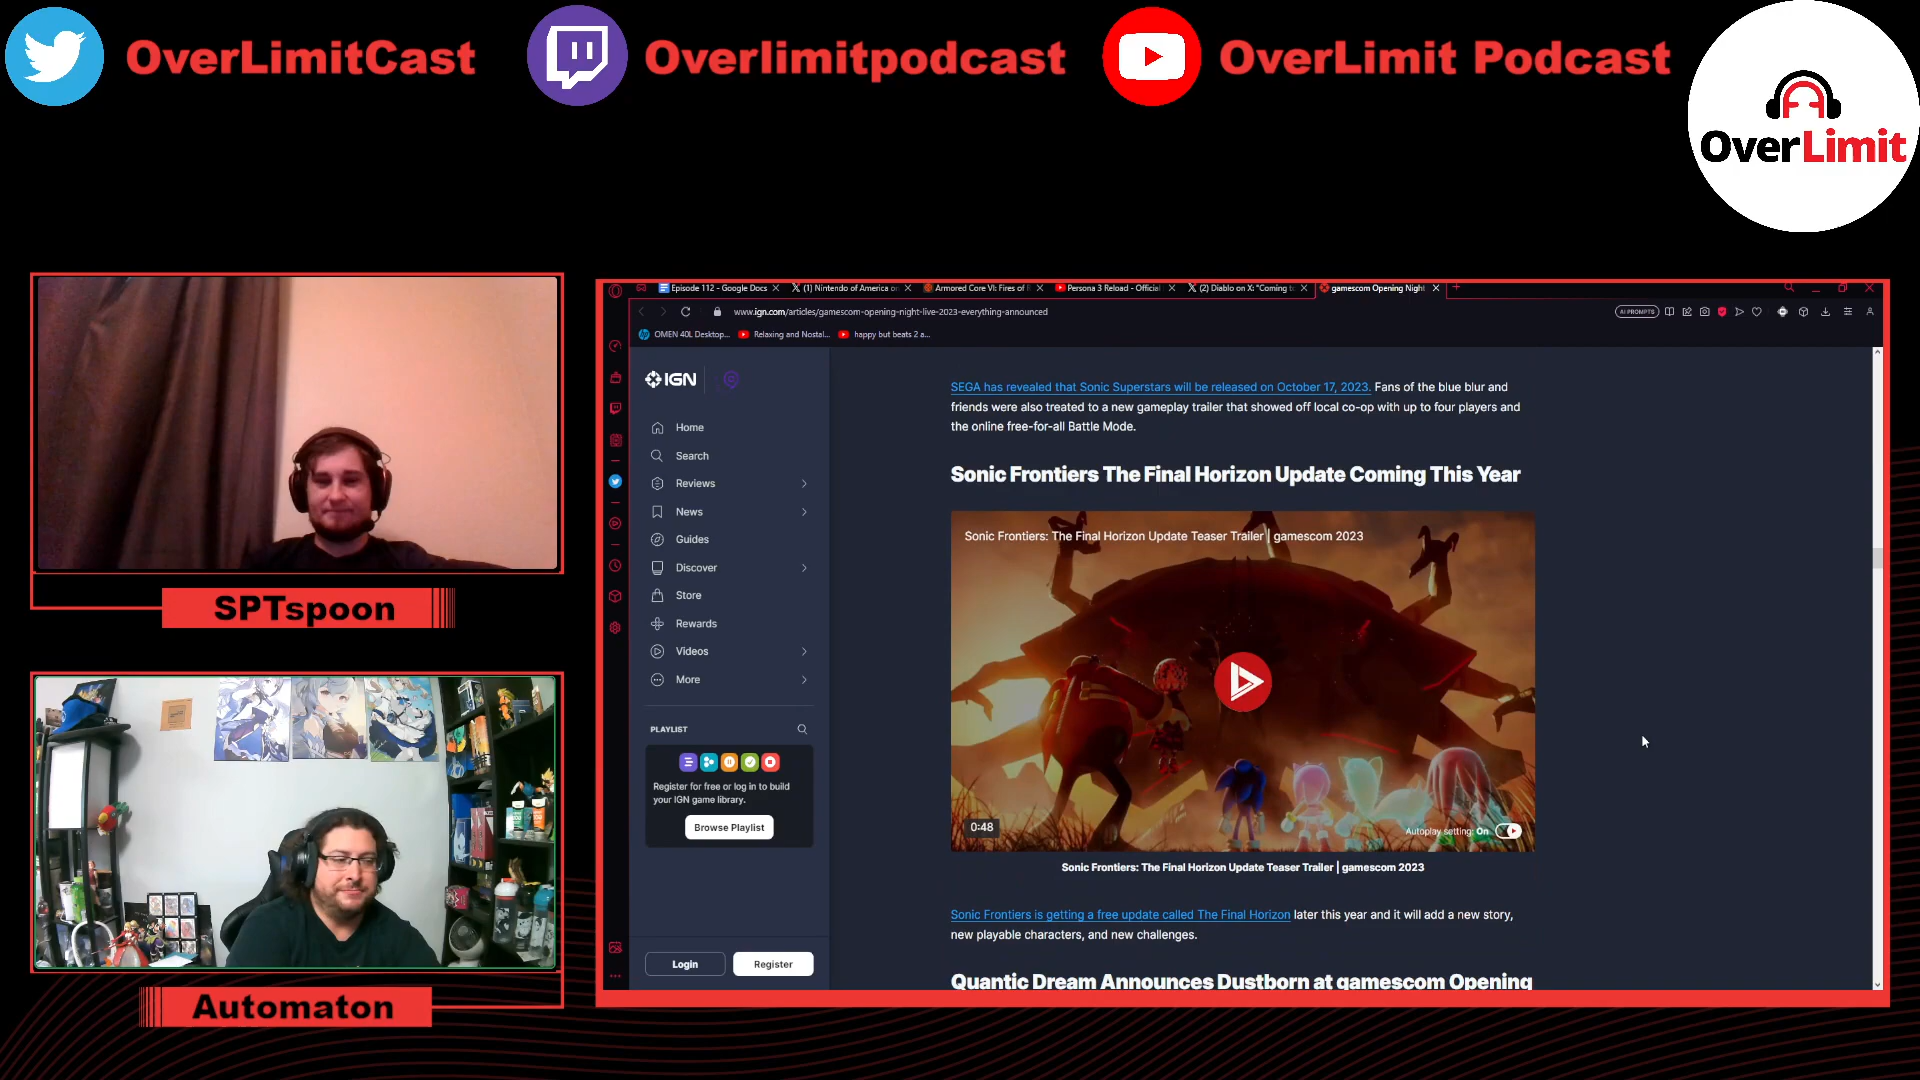 OverLimitCast
Overlimitpodcast
OverLimit Podcast
OverLimit
SPTspoon
Automaton
Episode 112 - Google Docs
(1) Nintendo of America on
Armored Core VI: Fires of
Persona 3 Reload - Official
(2) Diablo on X: "Coming to
gamescom Opening Night
www.ign.com/articles/gamescom-opening-night-live-2023-everything-announced
AI PROMPTS
OMEN 40L Desktop...
Relaxing and Nostal...
happy but beats 2 a...
IGN
Home
Search
Reviews
News
Guides
Discover
Store
Rewards
Videos
More
PLAYLIST
Register for free or log in to build
your IGN game library.
Browse Playlist
Login
Register
SEGA has revealed that Sonic Superstars will be released on October 17, 2023. Fans of the blue blur and
friends were also treated to a new gameplay trailer that showed off local co-op with up to four players and
the online free-for-all Battle Mode.
Sonic Frontiers The Final Horizon Update Coming This Year
Sonic Frontiers: The Final Horizon Update Teaser Trailer | gamescom 2023
0:48
Autoplay setting: On
Sonic Frontiers: The Final Horizon Update Teaser Trailer | gamescom 2023
Sonic Frontiers is getting a free update called The Final Horizon later this year and it will add a new story,
new playable characters, and new challenges.
Quantic Dream Announces Dustborn at gamescom Opening